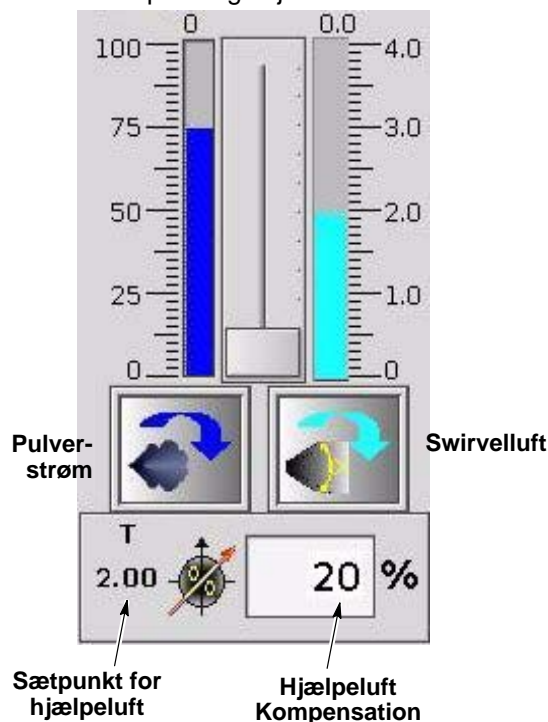 0 0.0
100 4.0
75 3.0
50 2.0
25 1.0
0 0
Pulver-
strøm
Swirvelluft
T
2.00 % 20 %
Sætpunkt for
hjælpeluft
Hjælpeluft
Kompensation